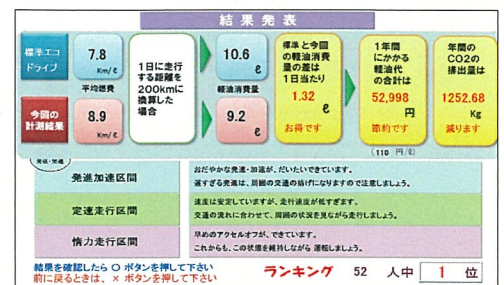 結果発表
標準エコ
ドライブ
7.8
Km/ℓ
平均燃費
今回の
計測結果
8.9
Km/ℓ
1日に走行
する距離を
200kmに
換算した
場合
10.6
ℓ
軽油消費量
9.2
ℓ
標準と今回
の軽油消費
量の差は
1日当たり
1.32
ℓ
お得です
1年間
にかかる
軽油代
の合計は
52,998
円
節約です
(110 円/ℓ)
年間の
CO2の
排出量は
1252.68
Kg
減ります
発進・加速
発進加速区間
おだやかな発進・加速が、だいたいできています。
遅すぎる発進は、周囲の交通の妨げになりますので注意しましょう。
定速走行区間
速度は安定していますが、走行速度が低すぎます。
交通の流れに合わせて、周囲の状況を見ながら走行しましょう。
惰力走行区間
早めのアクセルオフが、できています。
これからも、この状態を維持しながら 運転しましょう。
結果を確認したら ○ ボタンを押して下さい
前に戻るときは、× ボタンを押して下さい
ランキング 52 人中 1 位